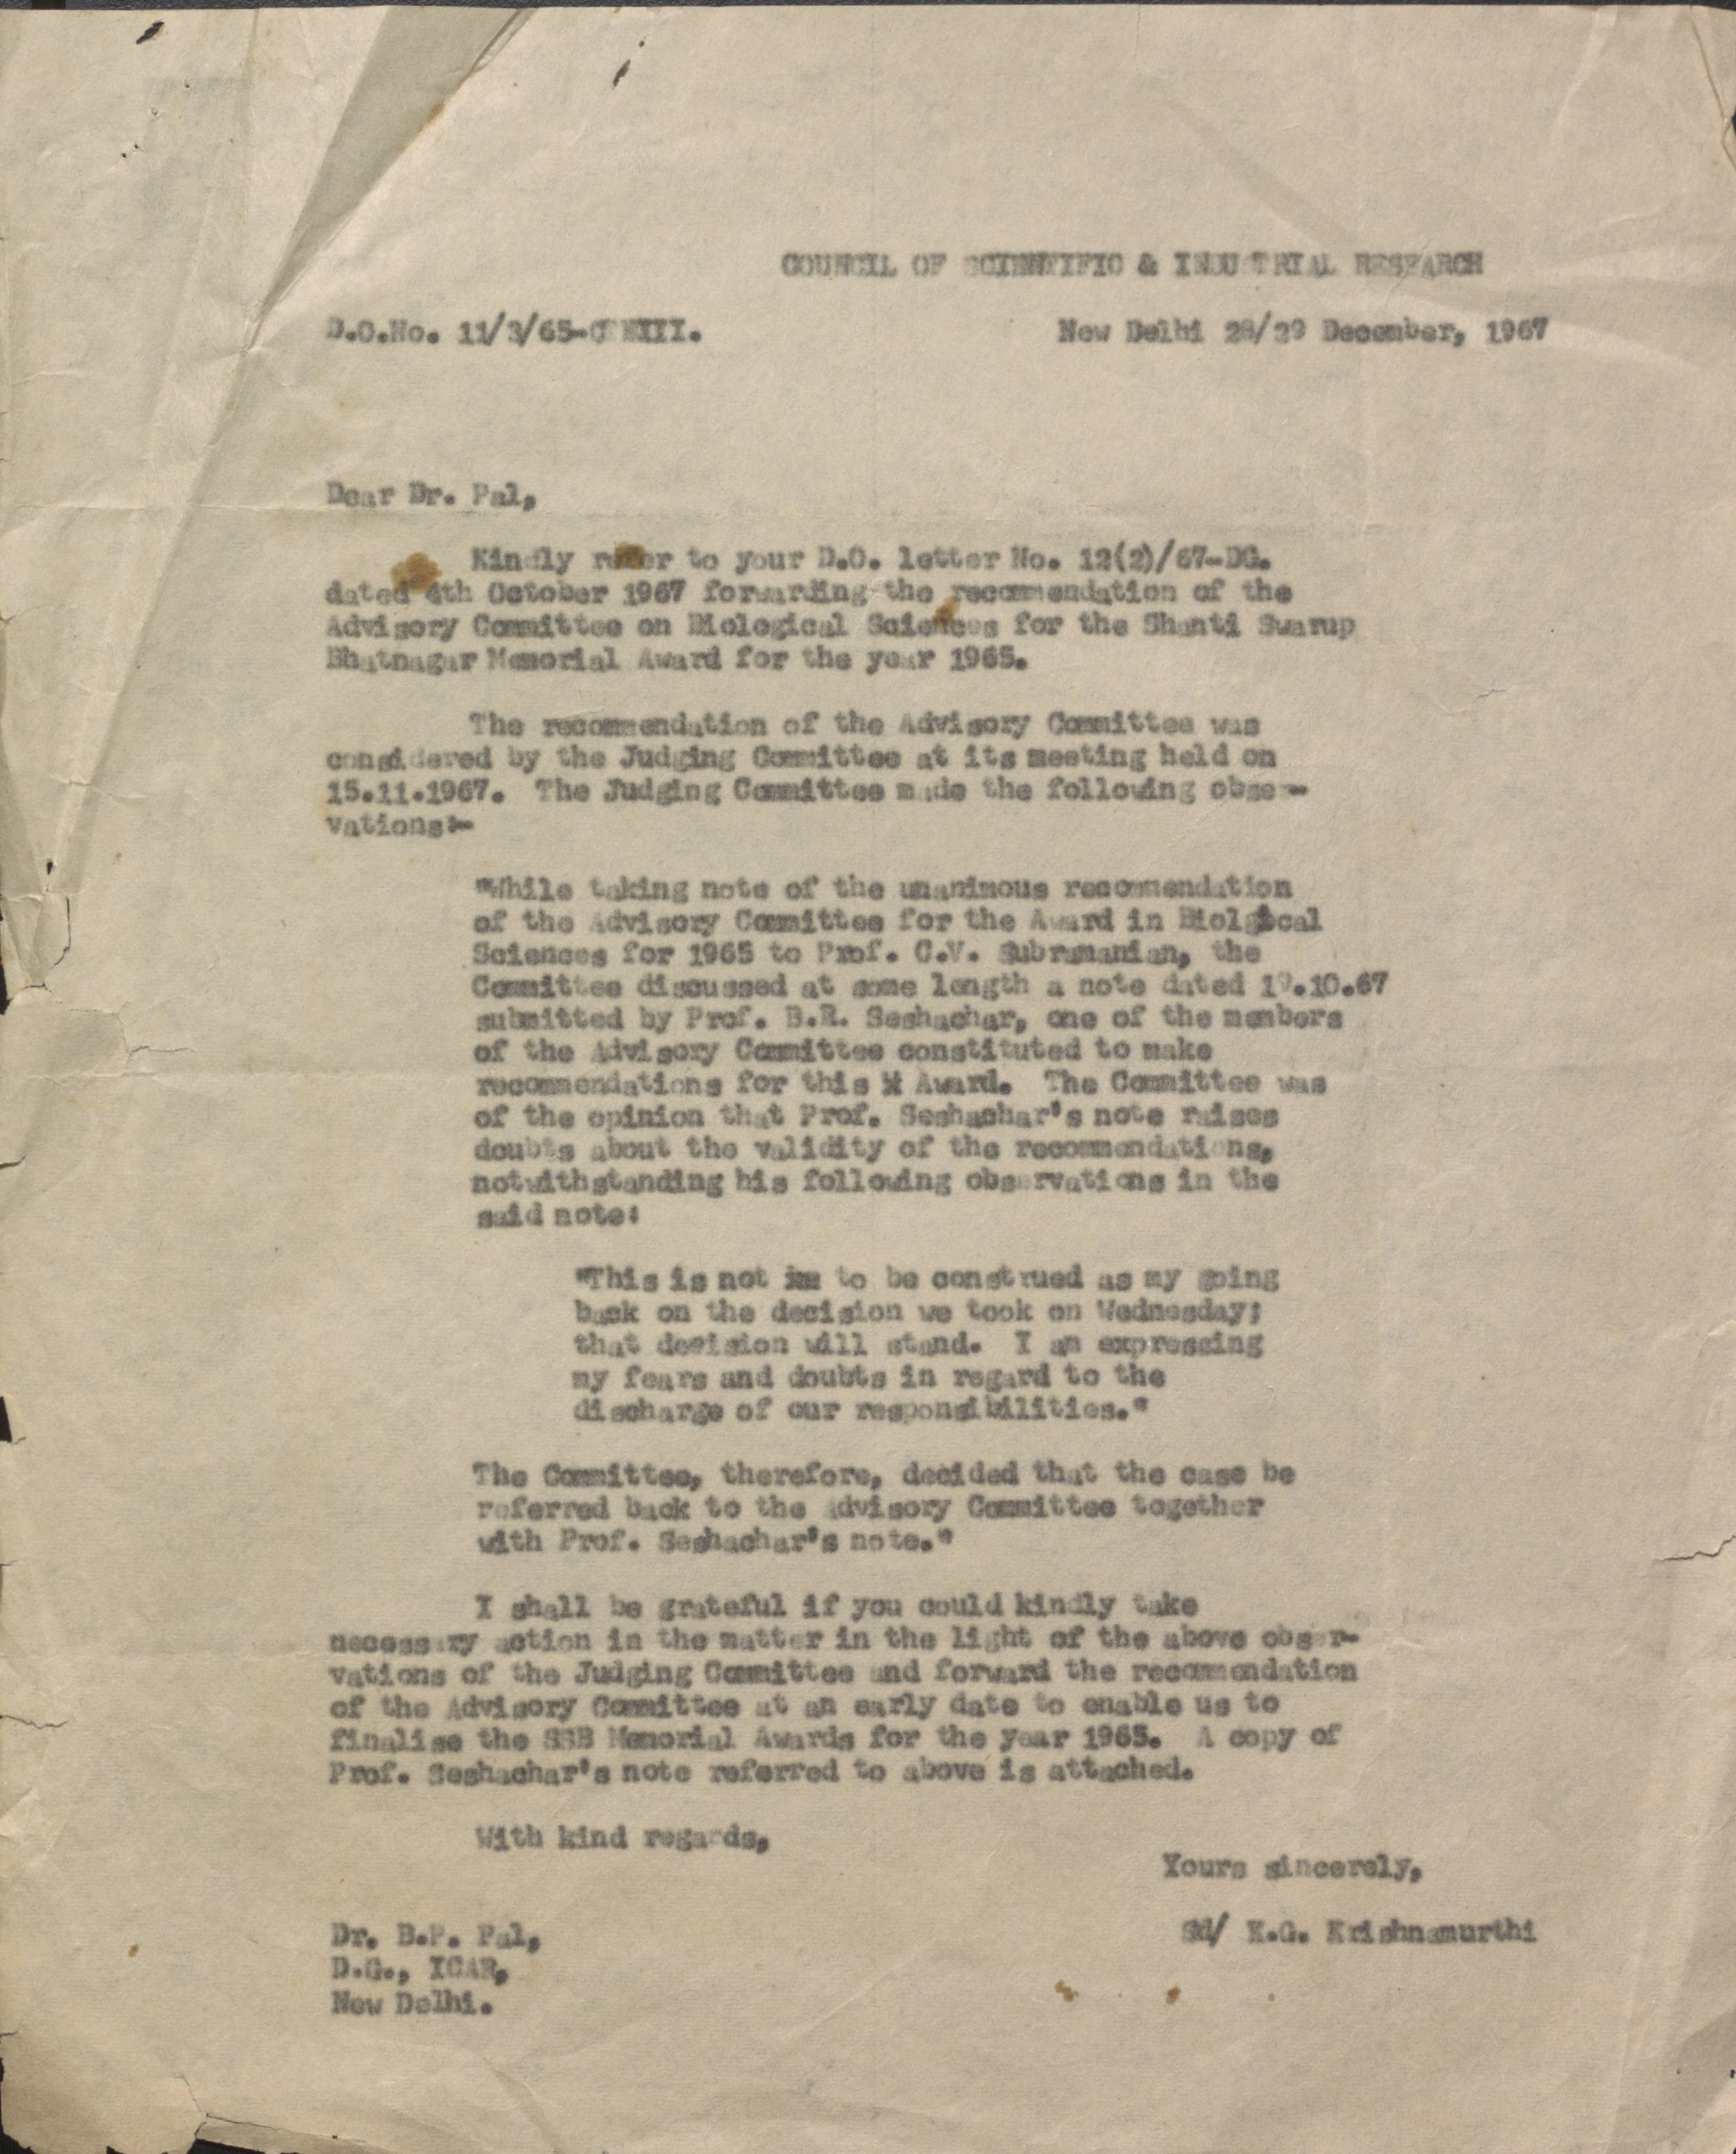 COUNCIL OF SCIENTIFIC & INDUSTRIAL RESEARCH
D.O.No. 11/3/65- New Delhi 28/29 December, 1967
Dear Dr. Pal,
Kindly refer to your D.O. letter No. 12(2)/67-DG.
dated 4th October 1967 forwarding the recommendation of the
Advisory Committee on Biological Sciences for the Shanti Swarup
Bhatnagar Memorial Award for the year 1965.
The recommendation of the Advisory Committee was
considered by the Judging Committee at its meeting held on
15.11.1967. The Judging Committee made the following obser-
vations:-
"While taking note of the unanimous recommendation
of the Advisory Committee for the Award in Biolgical
Sciences for 1965 to Prof. C.V. Subramanian, the
Committee discussed at some length a note dated
submitted by Prof. B.R. Seshachar, one of the members
of the Advisory Committee constituted to make
recommendations for this Award. The Committee was
of the opinion that Prof. Seshachar's note raises
doubts about the validity of the recommendations,
notwithstanding his following observations in the
said note:
"This is not to be construed as my going
back on the decision we took on Wednesday;
that decision will stand. I am expressing
my fears and doubts in regard to the
discharge of our responsibilities."
The Committee, therefore, decided that the case be
referred back to the Advisory Committee together
with Prof. Seshachar's note."
I shall be grateful if you could kindly take
necessary action in the matter in the light of the above obser-
vations of the Judging Committee and forward the recommendation
of the Advisory Committee at an early date to enable us to
finalise the SSB Memorial Awards for the year 1965. A copy of
Prof. Seshachar's note referred to above is attached.
With kind regards,
Yours sincerely,
Sd/ K.G. Krishnamurthi
Dr. B.P. Pal,
D.G., ICAR,
New Delhi.